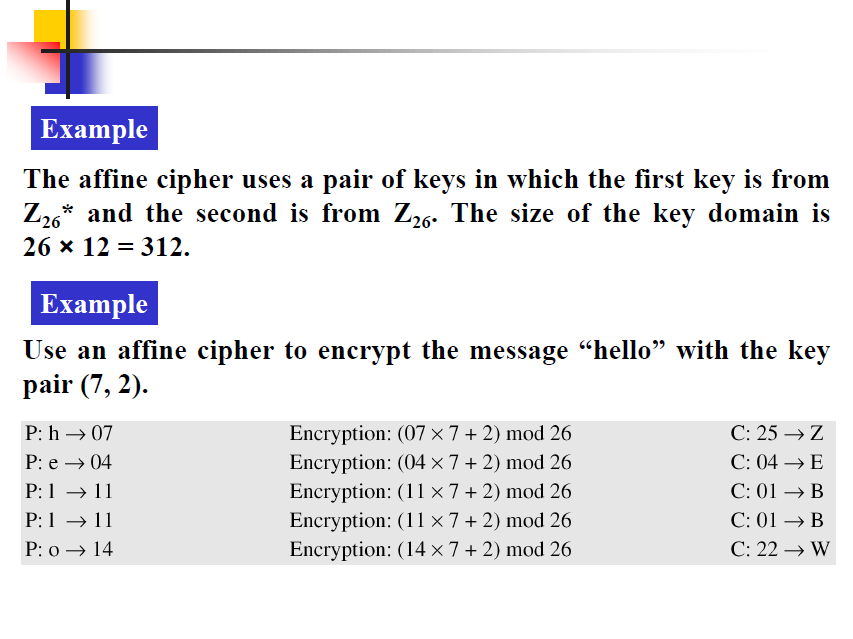 Example
The affine cipher uses a pair of keys in which the first key is from
Z26* and the second is from Z26. The size of the key domain is
26 × 12 = 312.
Example
Use an affine cipher to encrypt the message “hello” with the key
pair (7, 2).
P: h → 07 Encryption: (07 × 7 + 2) mod 26 C: 25 → Z
P: e → 04 Encryption: (04 × 7 + 2) mod 26 C: 04 → E
P: l → 11 Encryption: (11 × 7 + 2) mod 26 C: 01 → B
P: l → 11 Encryption: (11 × 7 + 2) mod 26 C: 01 → B
P: o → 14 Encryption: (14 × 7 + 2) mod 26 C: 22 → W